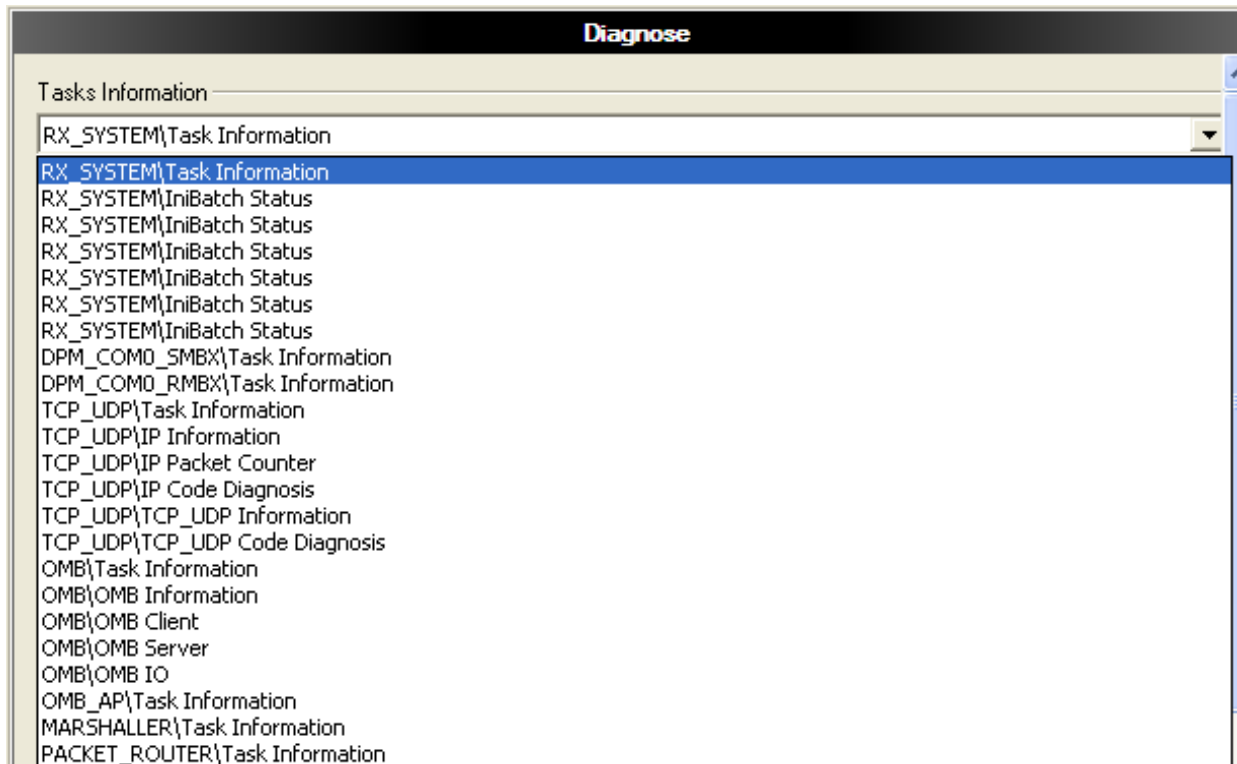 Diagnose
Tasks Information
RX_SYSTEM\Task Information
RX_SYSTEM\Task Information
RX_SYSTEM\IniBatch Status
RX_SYSTEM\IniBatch Status
RX_SYSTEM\IniBatch Status
RX_SYSTEM\IniBatch Status
RX_SYSTEM\IniBatch Status
RX_SYSTEM\IniBatch Status
DPM_COM0_SMBX\Task Information
DPM_COM0_RMBX\Task Information
TCP_UDP\Task Information
TCP_UDP\IP Information
TCP_UDP\IP Packet Counter
TCP_UDP\IP Code Diagnosis
TCP_UDP\TCP_UDP Information
TCP_UDP\TCP_UDP Code Diagnosis
OMB\Task Information
OMB\OMB Information
OMB\OMB Client
OMB\OMB Server
OMB\OMB IO
OMB_AP\Task Information
MARSHALLER\Task Information
PACKET_ROUTER\Task Information